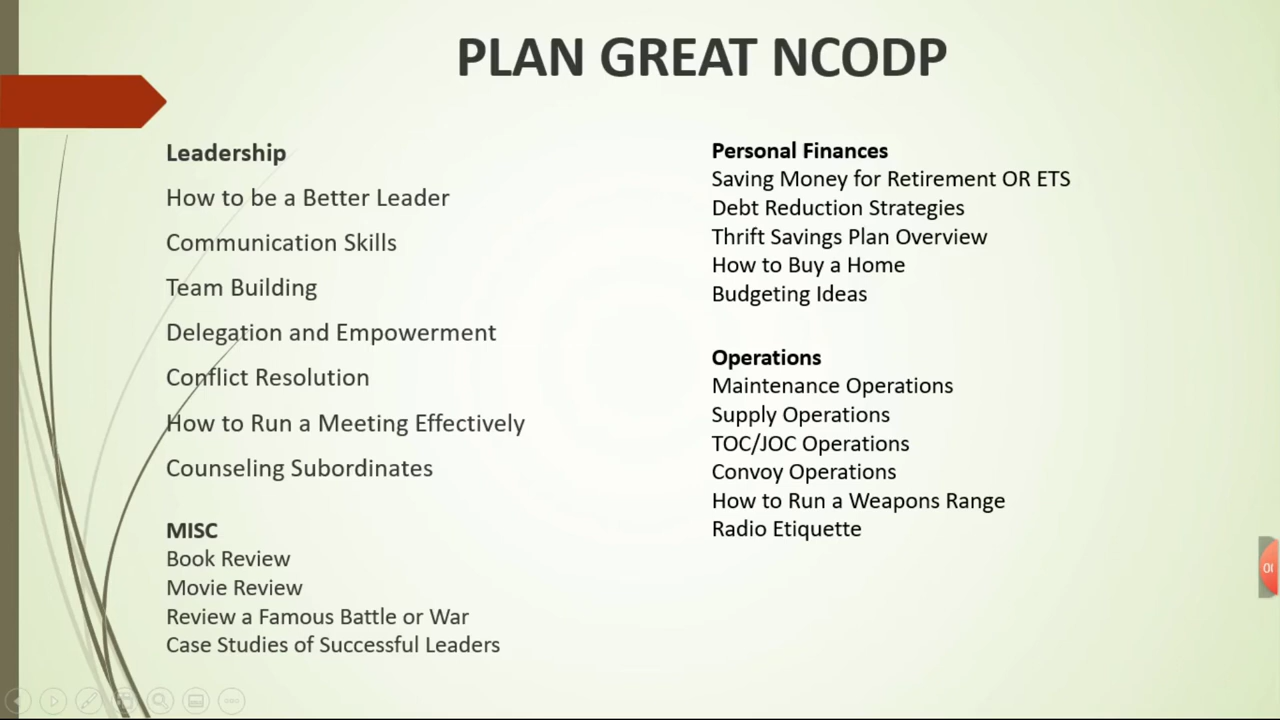 PLAN GREAT NCODP
Leadership
How to be a Better Leader
Communication Skills
Team Building
Delegation and Empowerment
Conflict Resolution
How to Run a Meeting Effectively
Counseling Subordinates
MISC
Book Review
Movie Review
Review a Famous Battle or War
Case Studies of Successful Leaders
Personal Finances
Saving Money for Retirement OR ETS
Debt Reduction Strategies
Thrift Savings Plan Overview
How to Buy a Home
Budgeting Ideas
Operations
Maintenance Operations
Supply Operations
TOC/JOC Operations
Convoy Operations
How to Run a Weapons Range
Radio Etiquette